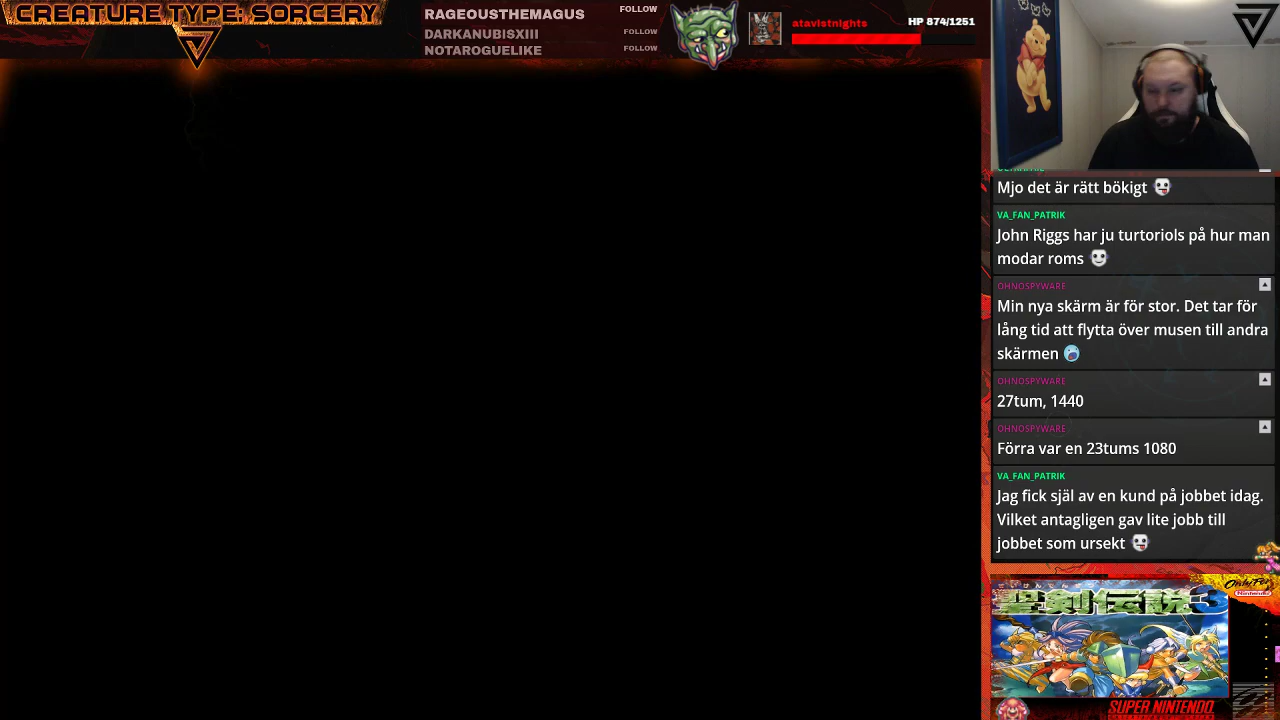 CREATURE TYPE: SORCERY
RAGEOUSTHEMAGUS FOLLOW
DARKANUBISXIII FOLLOW
NOTAROGUELIKE FOLLOW
atavistnights HP 874/1251
Mjo det är rätt bökigt
VA_FAN_PATRIK
John Riggs har ju turtoriols på hur man
modar roms
OHNOSPYWARE
Min nya skärm är för stor. Det tar för
lång tid att flytta över musen till andra
skärmen
OHNOSPYWARE
27tum, 1440
OHNOSPYWARE
Förra var en 23tums 1080
VA_FAN_PATRIK
Jag fick själ av en kund på jobbet idag.
Vilket antagligen gav lite jobb till
jobbet som ursekt
Only For
Nintendo
聖剣伝説3
SUPER NINTENDO